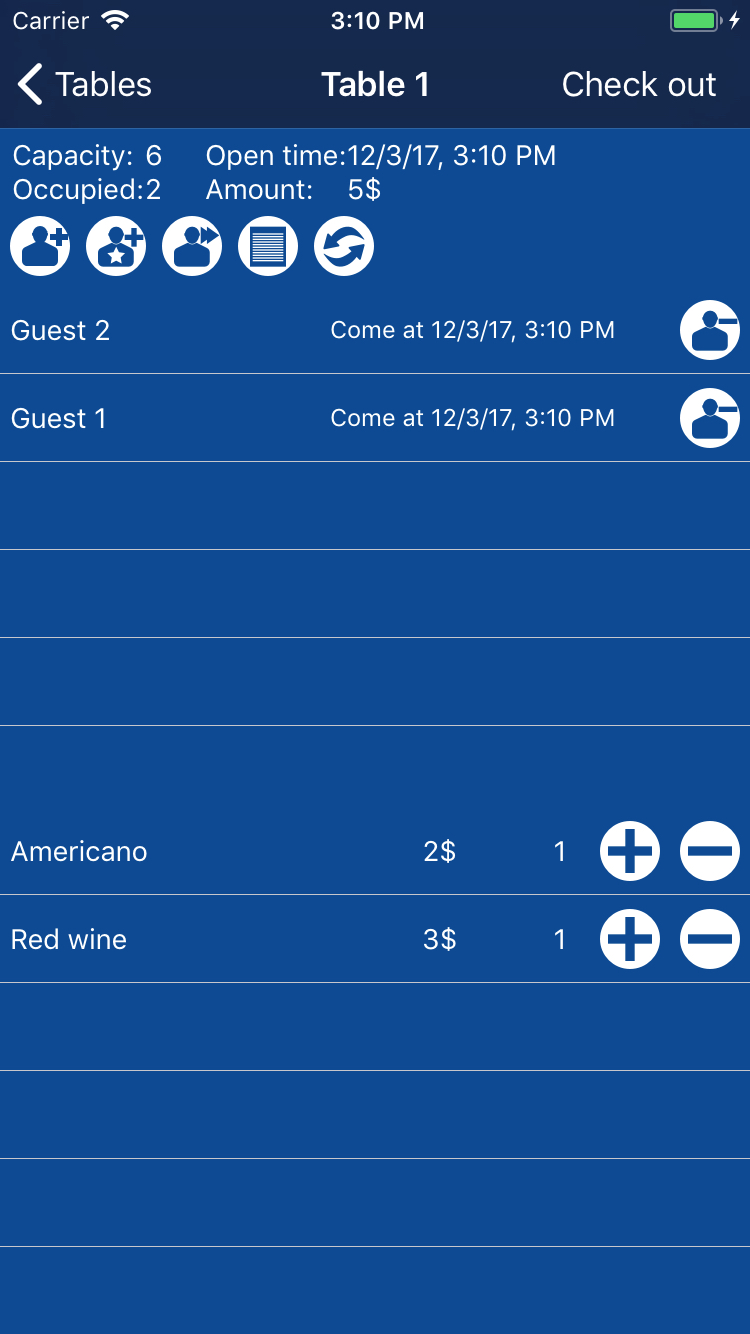 Carrier 3:10 PM
Tables Table 1 Check out
Capacity: 6 Open time:12/3/17, 3:10 PM
Occupied:2 Amount: 5$
Guest 2 Come at 12/3/17, 3:10 PM
Guest 1 Come at 12/3/17, 3:10 PM
Americano 2$ 1
Red wine 3$ 1